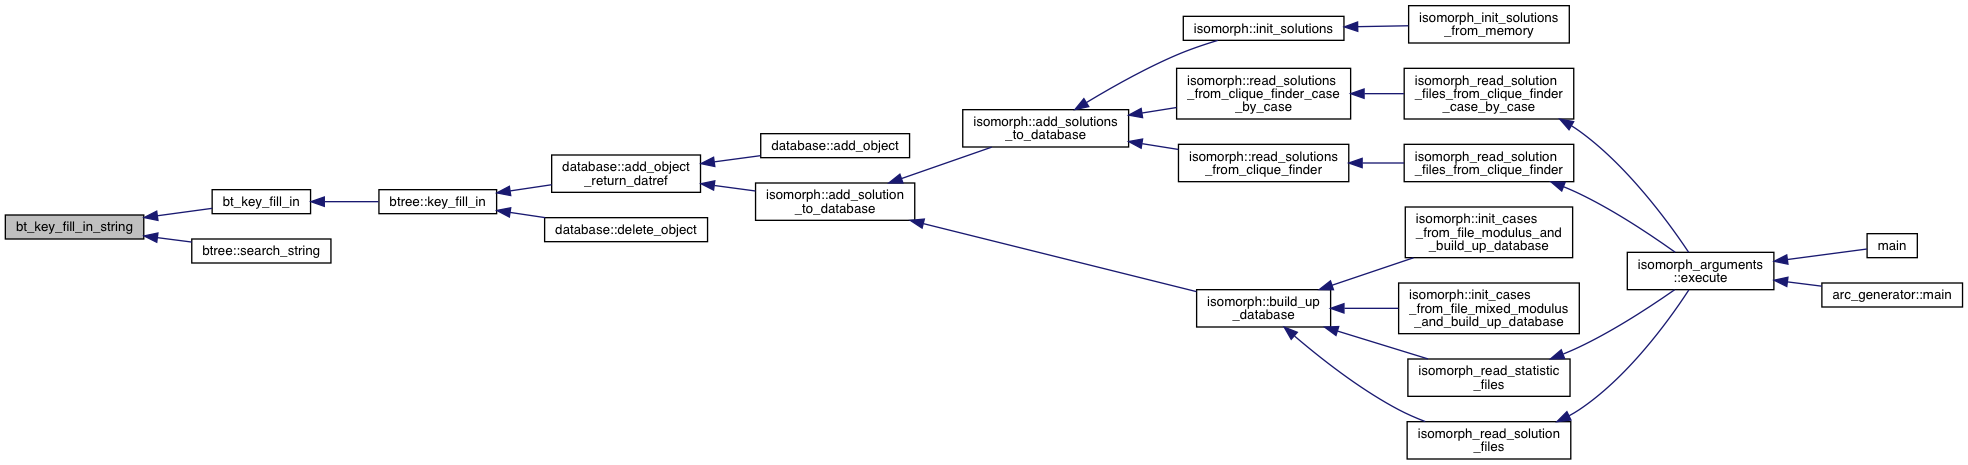 bt_key_fill_in_string
bt_key_fill_in
btree::search_string
btree::key_fill_in
database::add_object
_return_datref
database::delete_object
database::add_object
isomorph::add_solution
_to_database
isomorph::add_solutions
_to_database
isomorph::init_solutions
isomorph_init_solutions
_from_memory
isomorph::read_solutions
_from_clique_finder_case
_by_case
isomorph_read_solution
_files_from_clique_finder
_case_by_case
isomorph::read_solutions
_from_clique_finder
isomorph_read_solution
_files_from_clique_finder
isomorph::build_up
_database
isomorph::init_cases
_from_file_modulus_and
_build_up_database
isomorph::init_cases
_from_file_mixed_modulus
_and_build_up_database
isomorph_read_statistic
_files
isomorph_read_solution
_files
isomorph_arguments
::execute
main
arc_generator::main